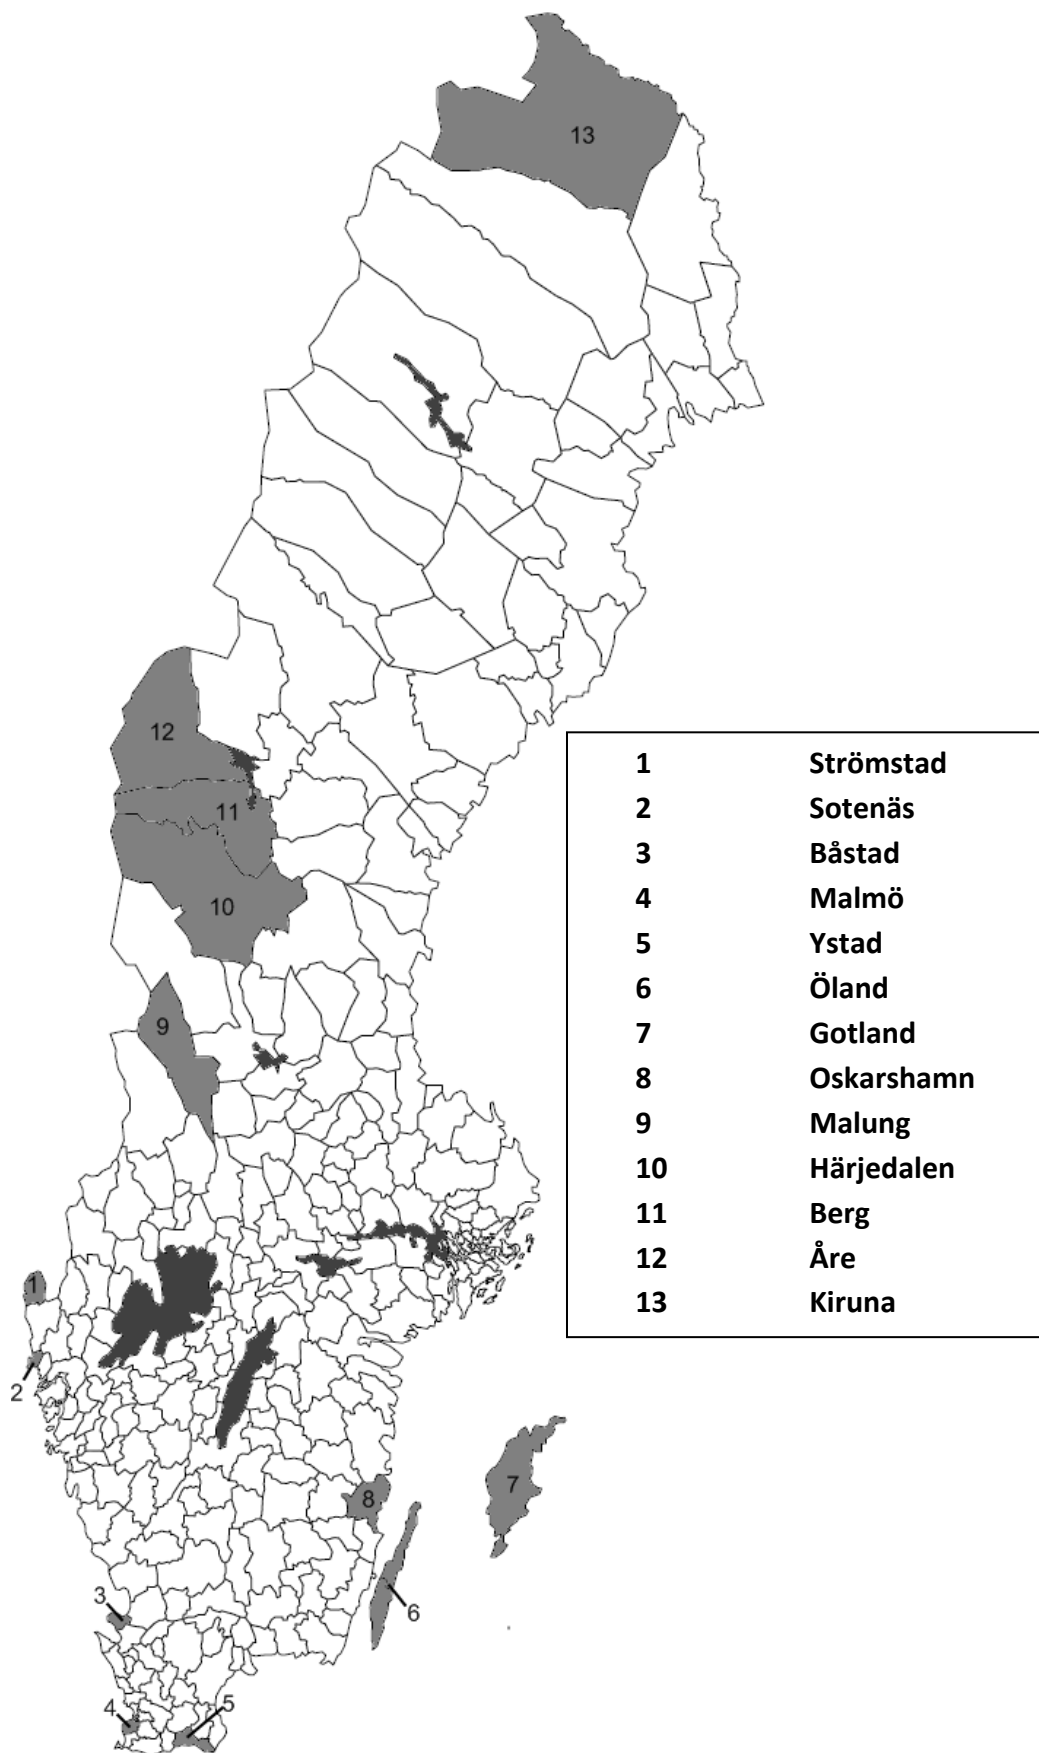 13
12
11
10
9
1
2
8
7
6
3
4
5
1 Strömstad
2 Sotenäs
3 Båstad
4 Malmö
5 Ystad
6 Öland
7 Gotland
8 Oskarshamn
9 Malung
10 Härjedalen
11 Berg
12 Åre
13 Kiruna